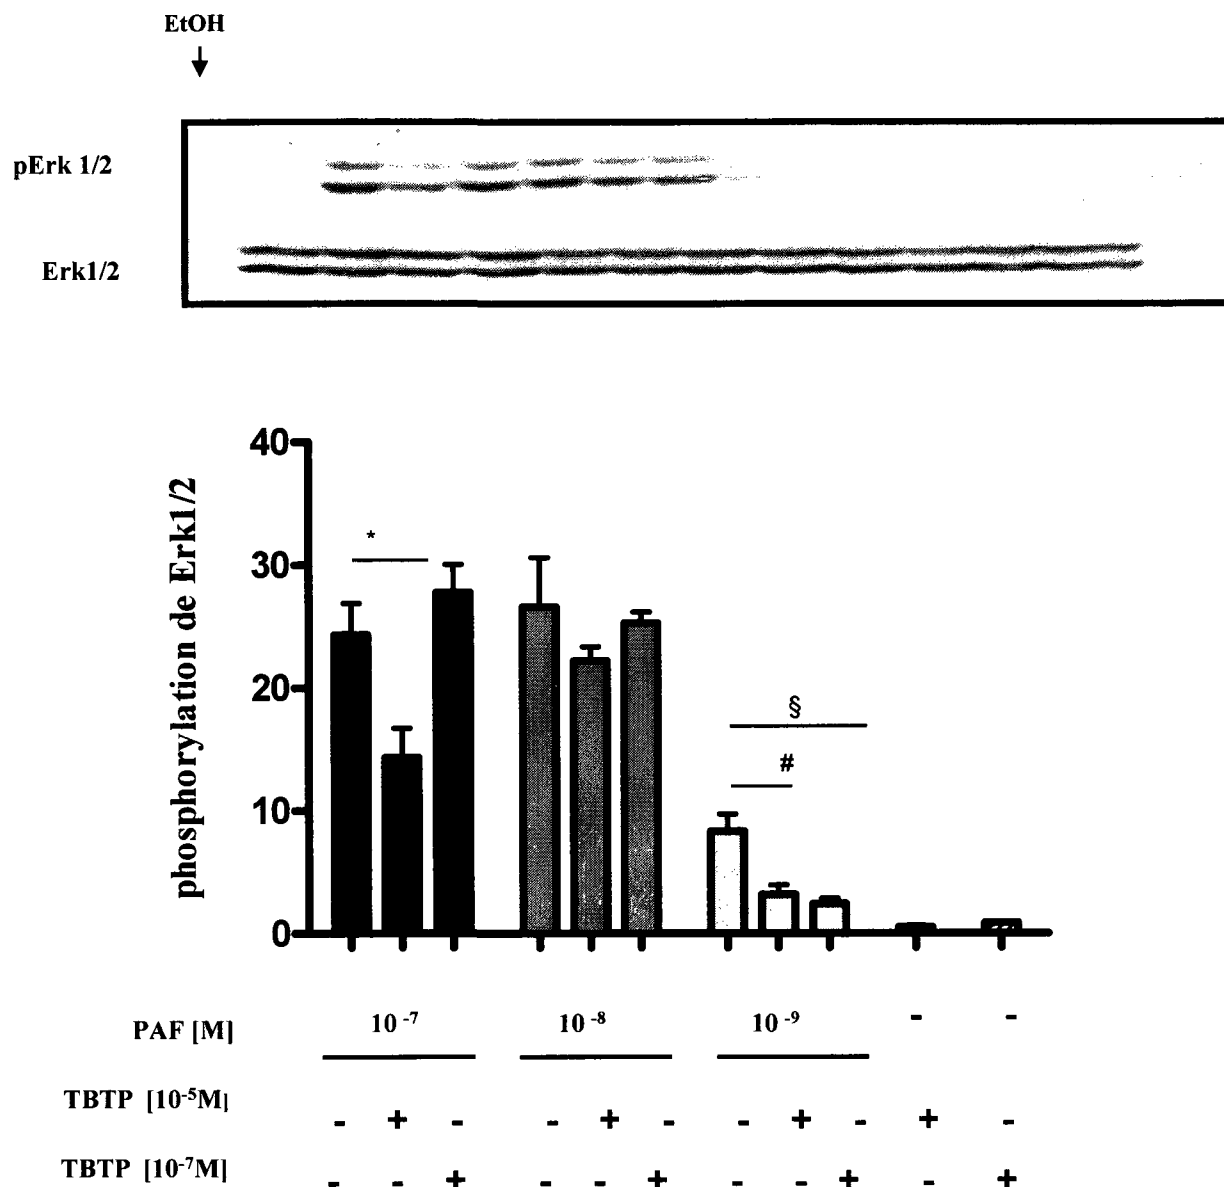 EtOH
pErk 1/2
Erk1/2
40
30
20
10
0
phosphorylation de Erk1/2
*
§
#
PAF [M] 10 -7 10 -8 10 -9 - -
TBTP [10-5M] - + - - + - - + - + -
TBTP [10-7M] - - + - - + - - + - +